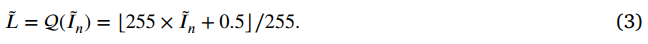 L̃ = 𝒬(Ĩₙ) = ⌊255 × Ĩₙ + 0.5⌋/255. (3)